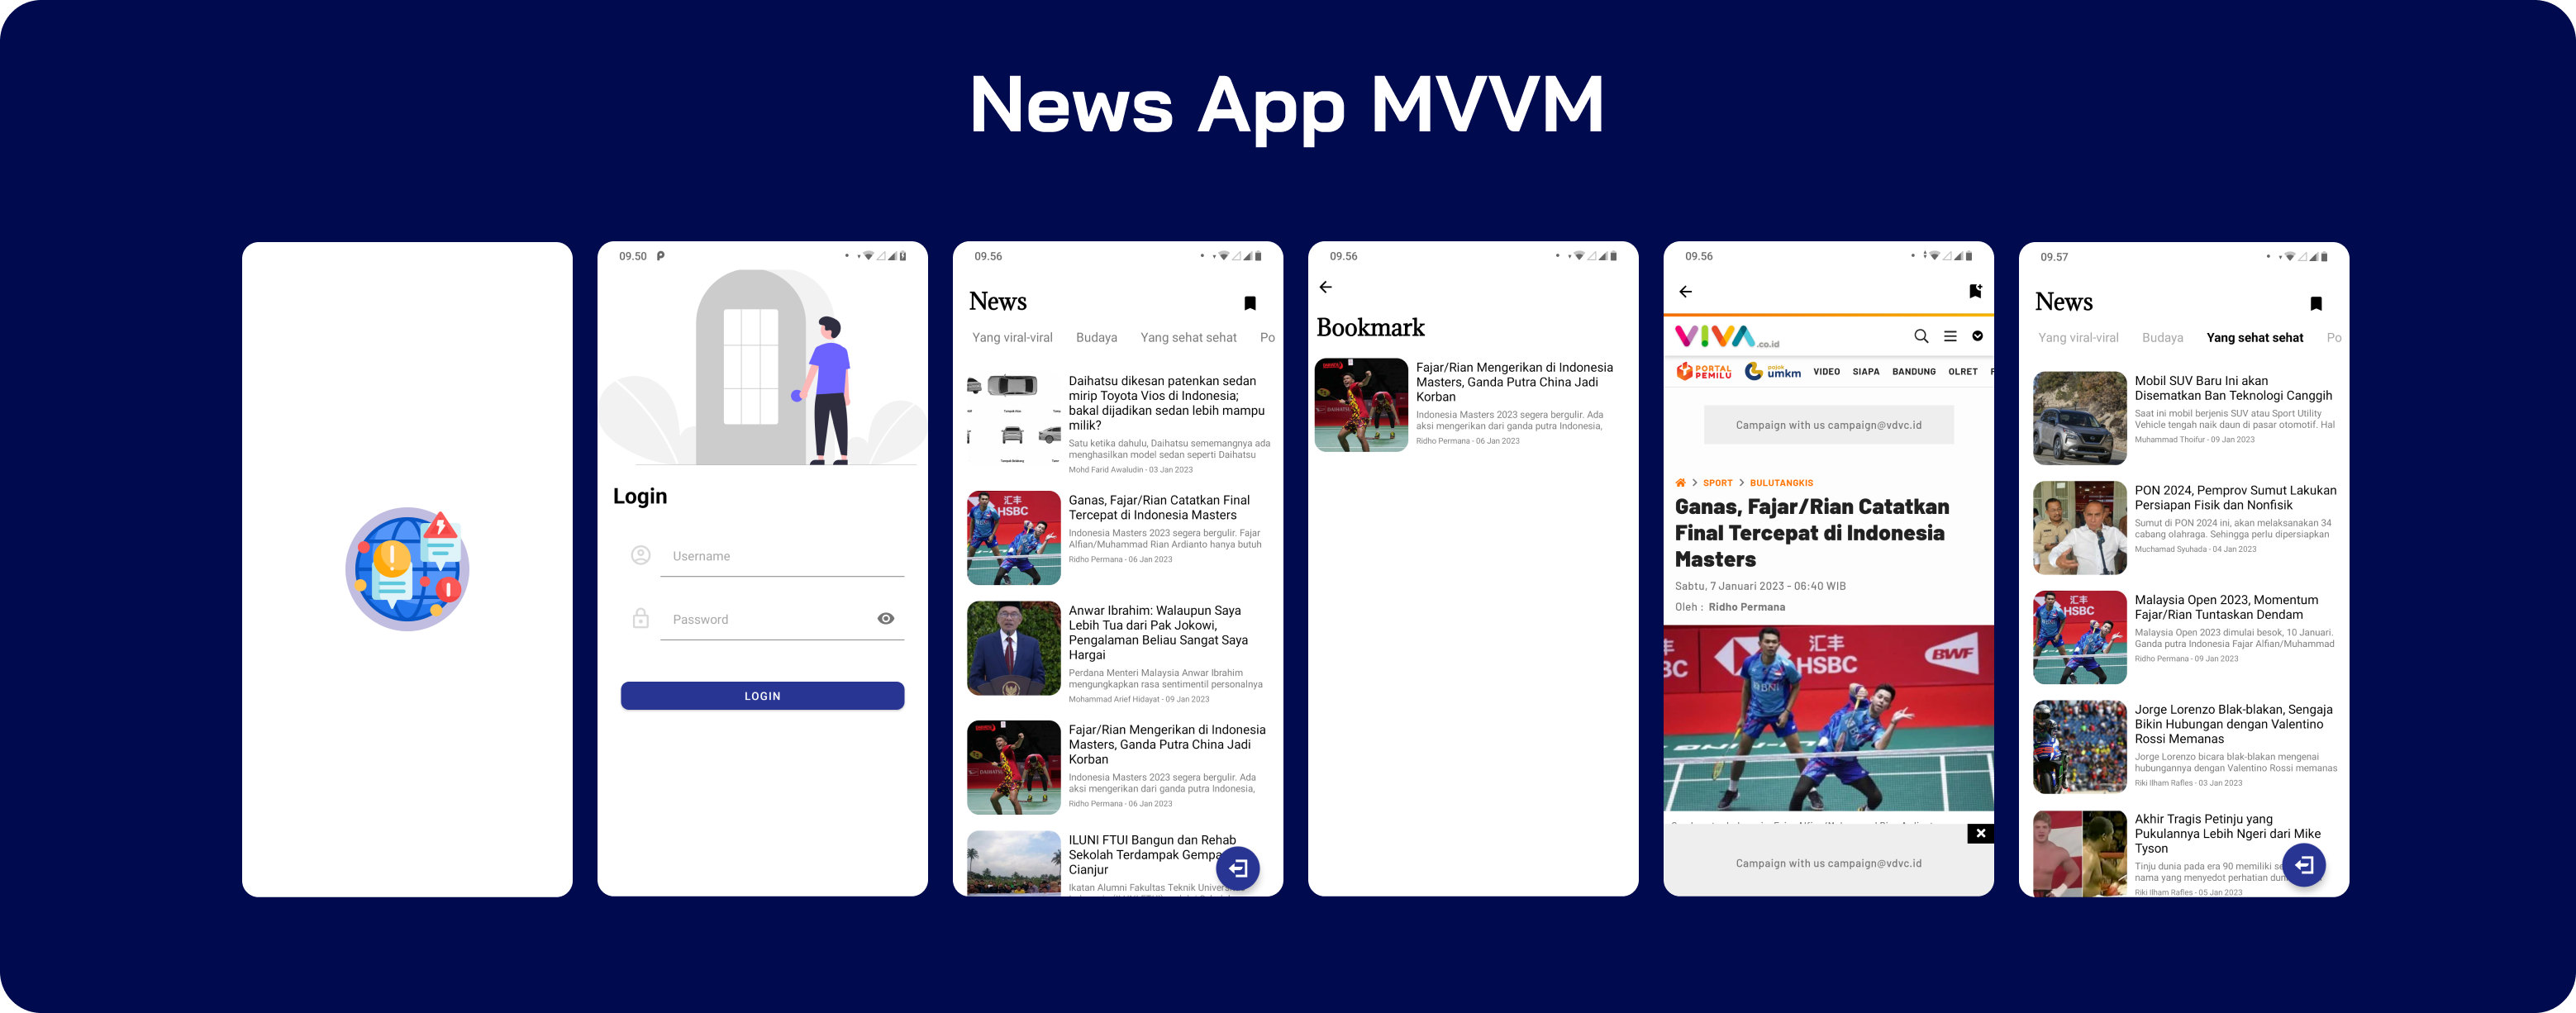 News App MVVM
09.50
Login
Username
Password
LOGIN
09.56
News
Yang viral-viral Budaya Yang sehat sehat Po
Daihatsu dikesan patenkan sedan
mirip Toyota Vios di Indonesia;
bakal dijadikan sedan lebih mampu
milik?
Satu ketika dahulu, Daihatsu sememangnya ada
menghasilkan model sedan seperti Daihatsu
Mohd Farid Awaludin - 03 Jan 2023
汇丰
HSBC
Ganas, Fajar/Rian Catatkan Final
Tercepat di Indonesia Masters
Indonesia Masters 2023 segera bergulir. Fajar
Alfian/Muhammad Rian Ardianto hanya butuh
Ridho Permana - 06 Jan 2023
Anwar Ibrahim: Walaupun Saya
Lebih Tua dari Pak Jokowi,
Pengalaman Beliau Sangat Saya
Hargai
Perdana Menteri Malaysia Anwar Ibrahim
mengungkapkan rasa sentimentil personalnya
Mohammad Arief Hidayat - 09 Jan 2023
Fajar/Rian Mengerikan di Indonesia
Masters, Ganda Putra China Jadi
Korban
Indonesia Masters 2023 segera bergulir. Ada
aksi mengerikan dari ganda putra Indonesia,
Ridho Permana - 06 Jan 2023
ILUNI FTUI Bangun dan Rehab
Sekolah Terdampak Gempa
Cianjur
Ikatan Alumni Fakultas Teknik Univers
09.56
Bookmark
Fajar/Rian Mengerikan di Indonesia
Masters, Ganda Putra China Jadi
Korban
Indonesia Masters 2023 segera bergulir. Ada
aksi mengerikan dari ganda putra Indonesia,
Ridho Permana - 06 Jan 2023
09.56
VIVA.co.id
PORTAL PEMILU umkm VIDEO SIAPA BANDUNG OLRET
Campaign with us campaign@vdvc.id
SPORT > BULUTANGKIS
Ganas, Fajar/Rian Catatkan
Final Tercepat di Indonesia
Masters
Sabtu, 7 Januari 2023 - 06:40 WIB
Oleh : Ridho Permana
汇丰
HSBC
BWF
BNI
Campaign with us campaign@vdvc.id
09.57
News
Yang viral-viral Budaya Yang sehat sehat Po
Mobil SUV Baru Ini akan
Disematkan Ban Teknologi Canggih
Saat ini mobil berjenis SUV atau Sport Utility
Vehicle tengah naik daun di pasar otomotif. Hal
Muhammad Thoifur - 09 Jan 2023
PON 2024, Pemprov Sumut Lakukan
Persiapan Fisik dan Nonfisik
Sumut di PON 2024 ini, akan melaksanakan 34
cabang olahraga. Sehingga perlu dipersiapkan
Muchamad Syuhada - 04 Jan 2023
汇丰
HSBC
Malaysia Open 2023, Momentum
Fajar/Rian Tuntaskan Dendam
Malaysia Open 2023 dimulai besok, 10 Januari.
Ganda putra Indonesia Fajar Alfian/Muhammad
Ridho Permana - 09 Jan 2023
Jorge Lorenzo Blak-blakan, Sengaja
Bikin Hubungan dengan Valentino
Rossi Memanas
Jorge Lorenzo bicara blak-blakan mengenai
hubungannya dengan Valentino Rossi memanas
Riki Ilham Rafles - 03 Jan 2023
Akhir Tragis Petinju yang
Pukulannya Lebih Ngeri dari Mike
Tyson
Tinju dunia pada era 90 memiliki se
nama yang menyedot perhatian dun
Riki Ilham Rafles - 05 Jan 2023